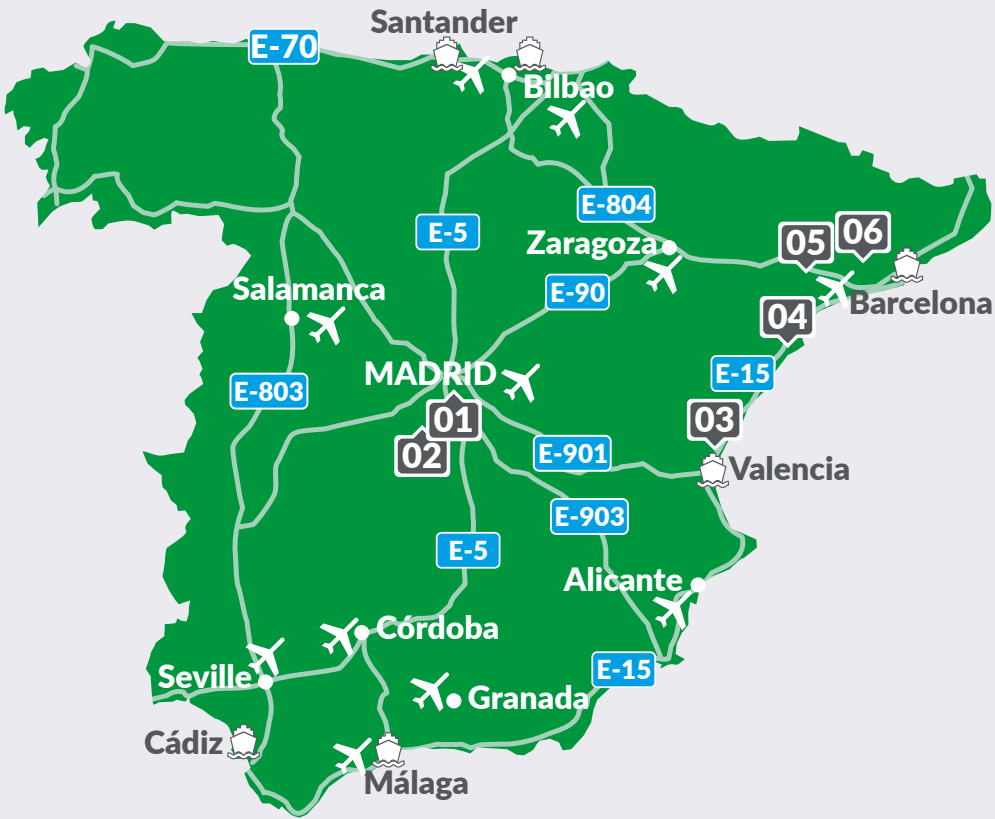 Santander
E-70
Bilbao
E-804
E-5
Zaragoza
05
06
E-90
Salamanca
Barcelona
04
MADRID
E-15
E-803
01
03
02
E-901
Valencia
E-903
E-5
Alicante
Córdoba
Seville
E-15
Granada
Cádiz
Málaga